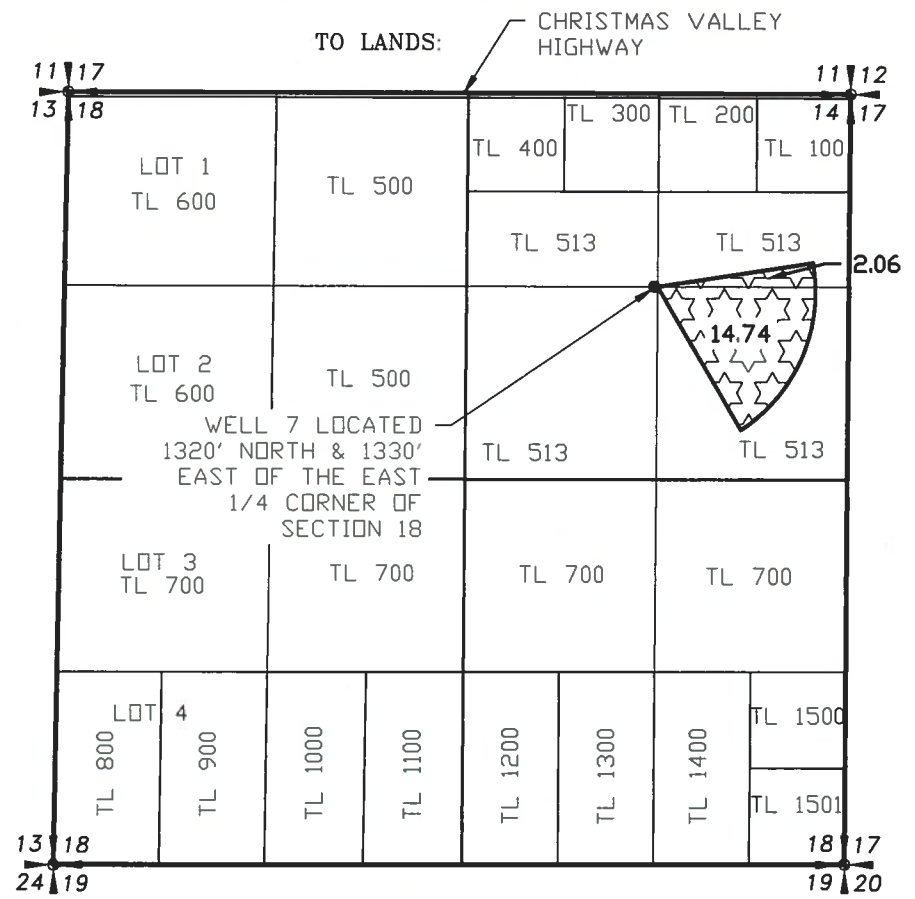 TO LANDS:
CHRISTMAS VALLEY
HIGHWAY
11 17
13 18
11 12
14 17
LOT 1
TL 600
TL 500
TL 400
TL 300
TL 200
TL 100
TL 513
TL 513
2.06
14.74
LOT 2
TL 600
TL 500
WELL 7 LOCATED
1320' NORTH & 1330'
EAST OF THE EAST
1/4 CORNER OF
SECTION 18
TL 513
TL 513
LOT 3
TL 700
TL 700
TL 700
TL 700
LOT 4
TL 800
TL 900
TL 1000
TL 1100
TL 1200
TL 1300
TL 1400
TL 1500
TL 1501
13 18
24 19
18 17
19 20